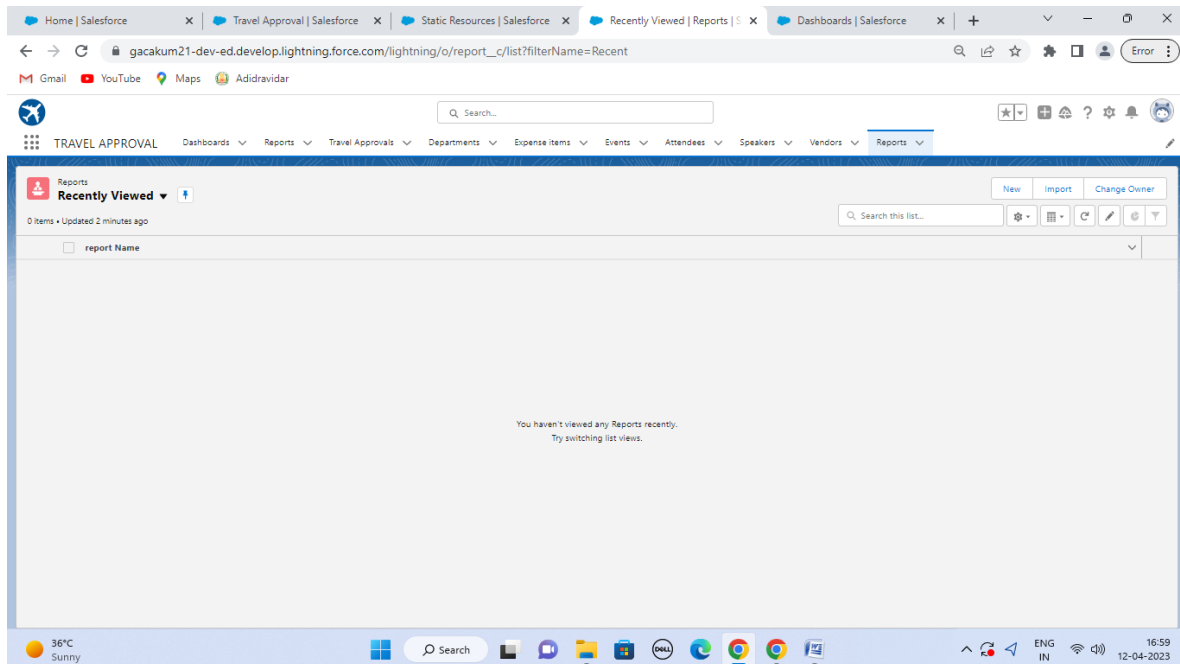 Home | Salesforce
Travel Approval | Salesforce
Static Resources | Salesforce
Recently Viewed | Reports | S
Dashboards | Salesforce
gacakum21-dev-ed.develop.lightning.force.com/lightning/o/report__c/list?filterName=Recent
Error
Gmail YouTube Maps Adidravidar
Search...
TRAVEL APPROVAL Dashboards Reports Travel Approvals Departments Expense items Events Attendees Speakers Vendors Reports
Reports
Recently Viewed
New Import Change Owner
0 items • Updated 2 minutes ago
Search this list...
report Name
You haven't viewed any Reports recently.
Try switching list views.
36°C
Sunny
Search
DELL
ENG
IN
16:59
12-04-2023